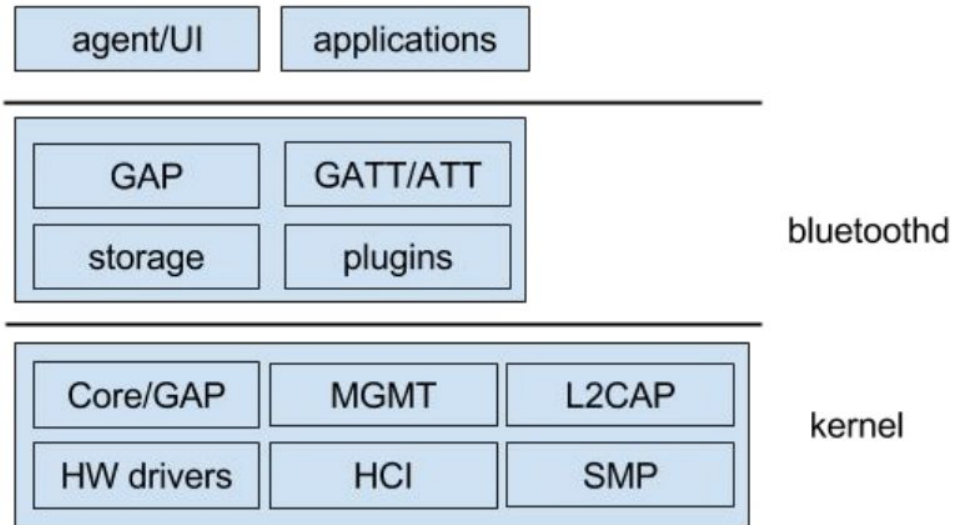 agent/UI applications
GAP GATT/ATT
storage plugins
bluetoothd
Core/GAP MGMT L2CAP
kernel
HW drivers HCI SMP